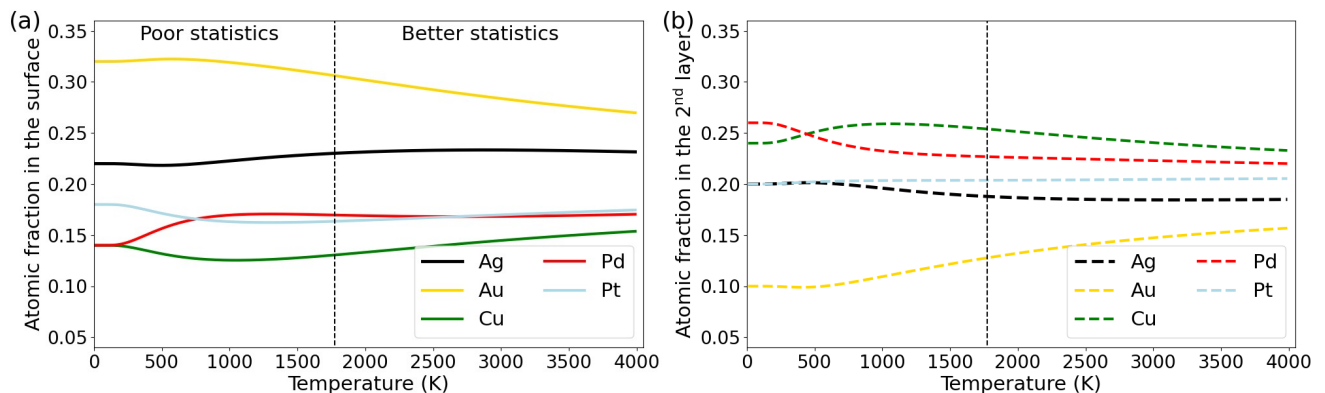 (a)
Poor statistics
Better statistics
Atomic fraction in the surface
0.35
0.30
0.25
0.20
0.15
0.10
0.05
Ag
Au
Cu
Pd
Pt
0 500 1000 1500 2000 2500 3000 3500 4000
Temperature (K)
(b)
Atomic fraction in the 2nd layer
0.35
0.30
0.25
0.20
0.15
0.10
0.05
Ag
Au
Cu
Pd
Pt
0 500 1000 1500 2000 2500 3000 3500 4000
Temperature (K)